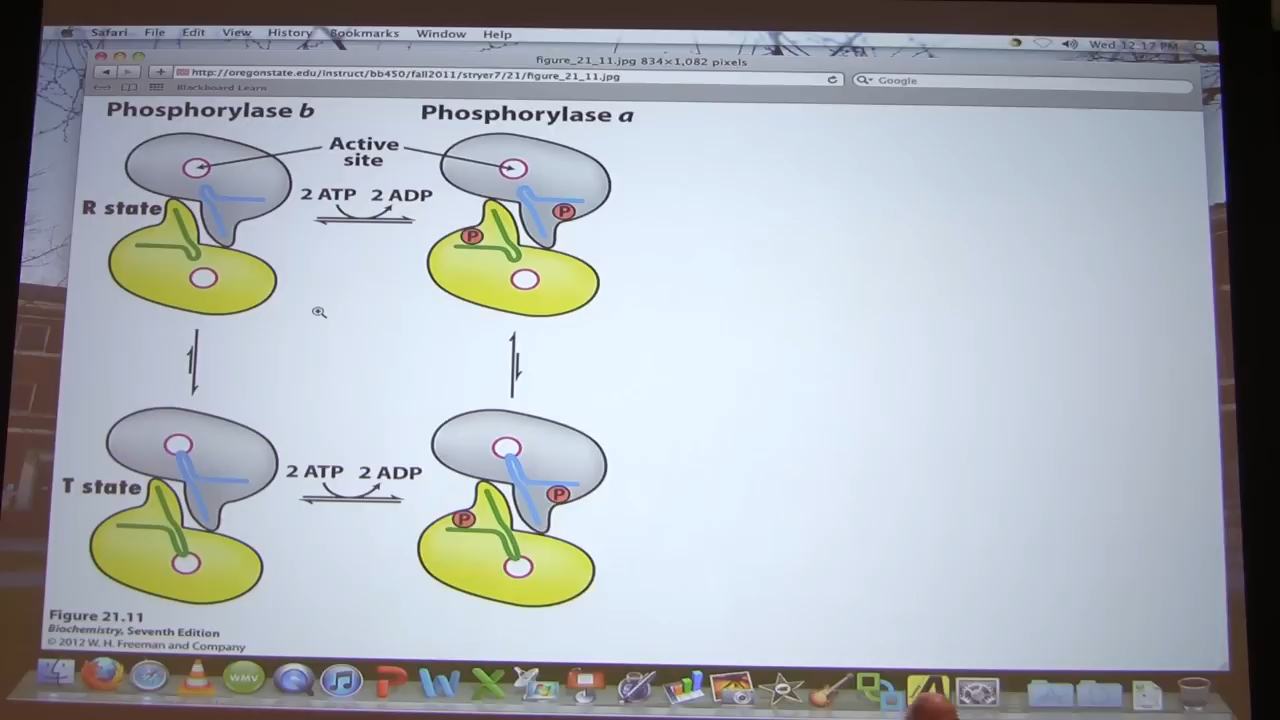 Safari File Edit View History Bookmarks Window Help Wed 12:17 PM
figure_21_11.jpg 834×1,082 pixels
http://oregonstate.edu/instruct/bb450/fall2011/stryer7/21/figure_21_11.jpg Google
Blackboard Learn
Phosphorylase b Phosphorylase a
Active
site
2 ATP 2 ADP
R state
P
P
2 ATP 2 ADP
T state
P
P
Figure 21.11
Biochemistry, Seventh Edition
© 2012 W. H. Freeman and Company
WMV